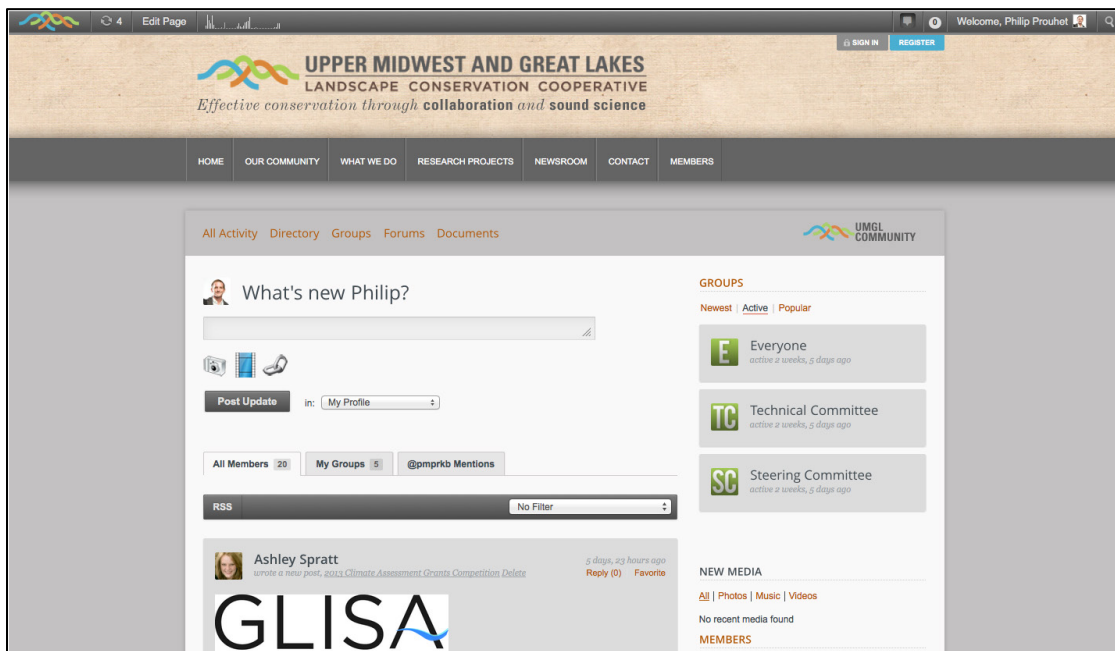 4 Edit Page 0 Welcome, Philip Prouhet
SIGN IN REGISTER
UPPER MIDWEST AND GREAT LAKES
LANDSCAPE CONSERVATION COOPERATIVE
Effective conservation through collaboration and sound science
HOME OUR COMMUNITY WHAT WE DO RESEARCH PROJECTS NEWSROOM CONTACT MEMBERS
All Activity Directory Groups Forums Documents
UMGL
COMMUNITY
What's new Philip?
Post Update in: My Profile
All Members 20 My Groups 5 @pmprkb Mentions
RSS No Filter
Ashley Spratt
5 days, 23 hours ago
wrote a new post, 2013 Climate Assessment Grants Competition Delete
Reply (0) Favorite
GLISA
GROUPS
Newest | Active | Popular
E
Everyone
active 2 weeks, 5 days ago
TC
Technical Committee
active 2 weeks, 5 days ago
SC
Steering Committee
active 2 weeks, 5 days ago
NEW MEDIA
All | Photos | Music | Videos
No recent media found
MEMBERS